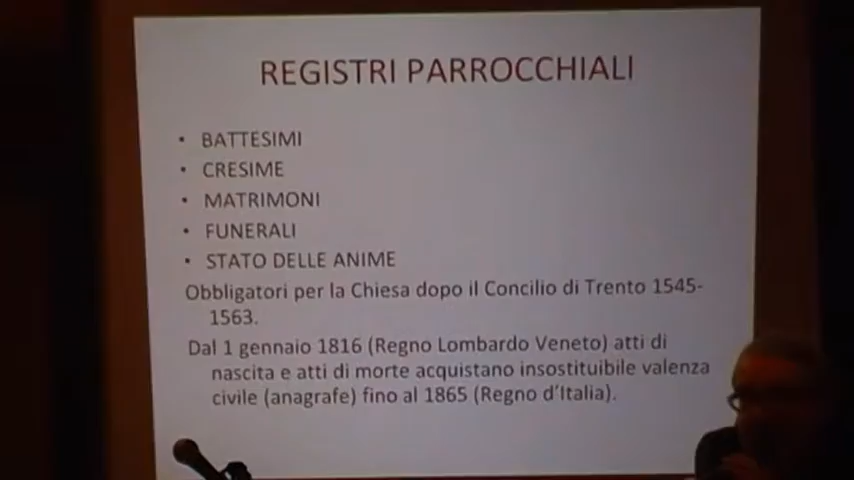 REGISTRI PARROCCHIALI
• BATTESIMI
• CRESIME
• MATRIMONI
• FUNERALI
• STATO DELLE ANIME
Obbligatori per la Chiesa dopo il Concilio di Trento 1545-
1563.
Dal 1 gennaio 1816 (Regno Lombardo Veneto) atti di
nascita e atti di morte acquistano insostituibile valenza
civile (anagrafe) fino al 1865 (Regno d'Italia).